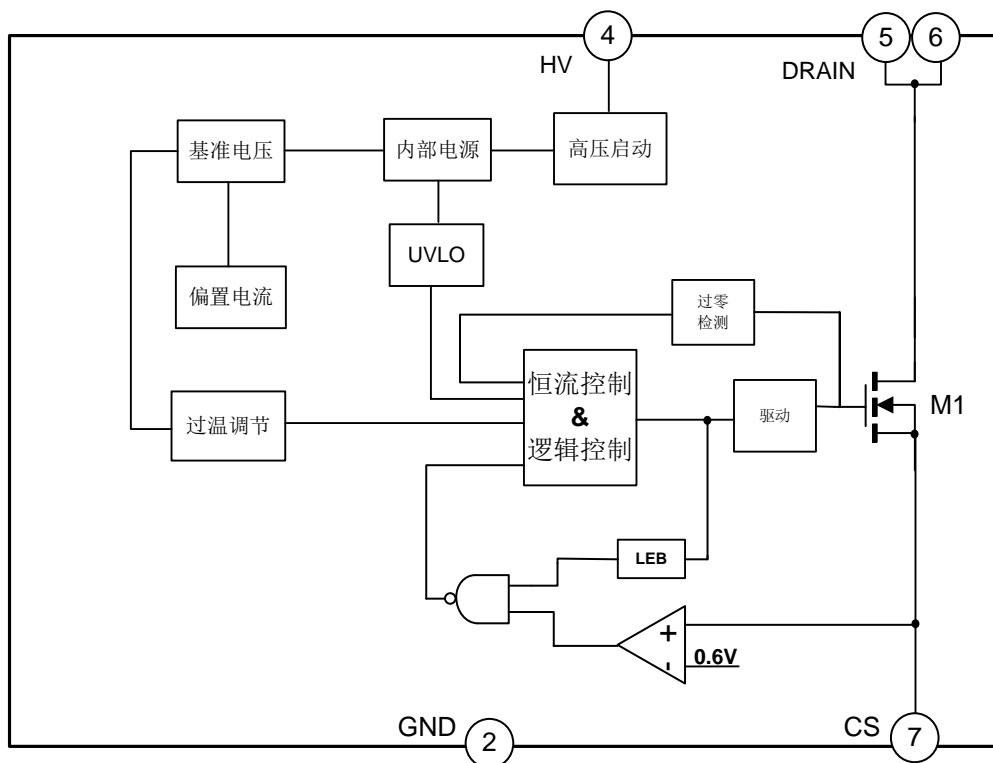 4
5
6
HV
DRAIN
基准电压
内部电源
高压启动
UVLO
偏置电流
过零
检测
恒流控制
&
逻辑控制
过温调节
驱动
M1
LEB
+
-
0.6V
GND
2
CS
7